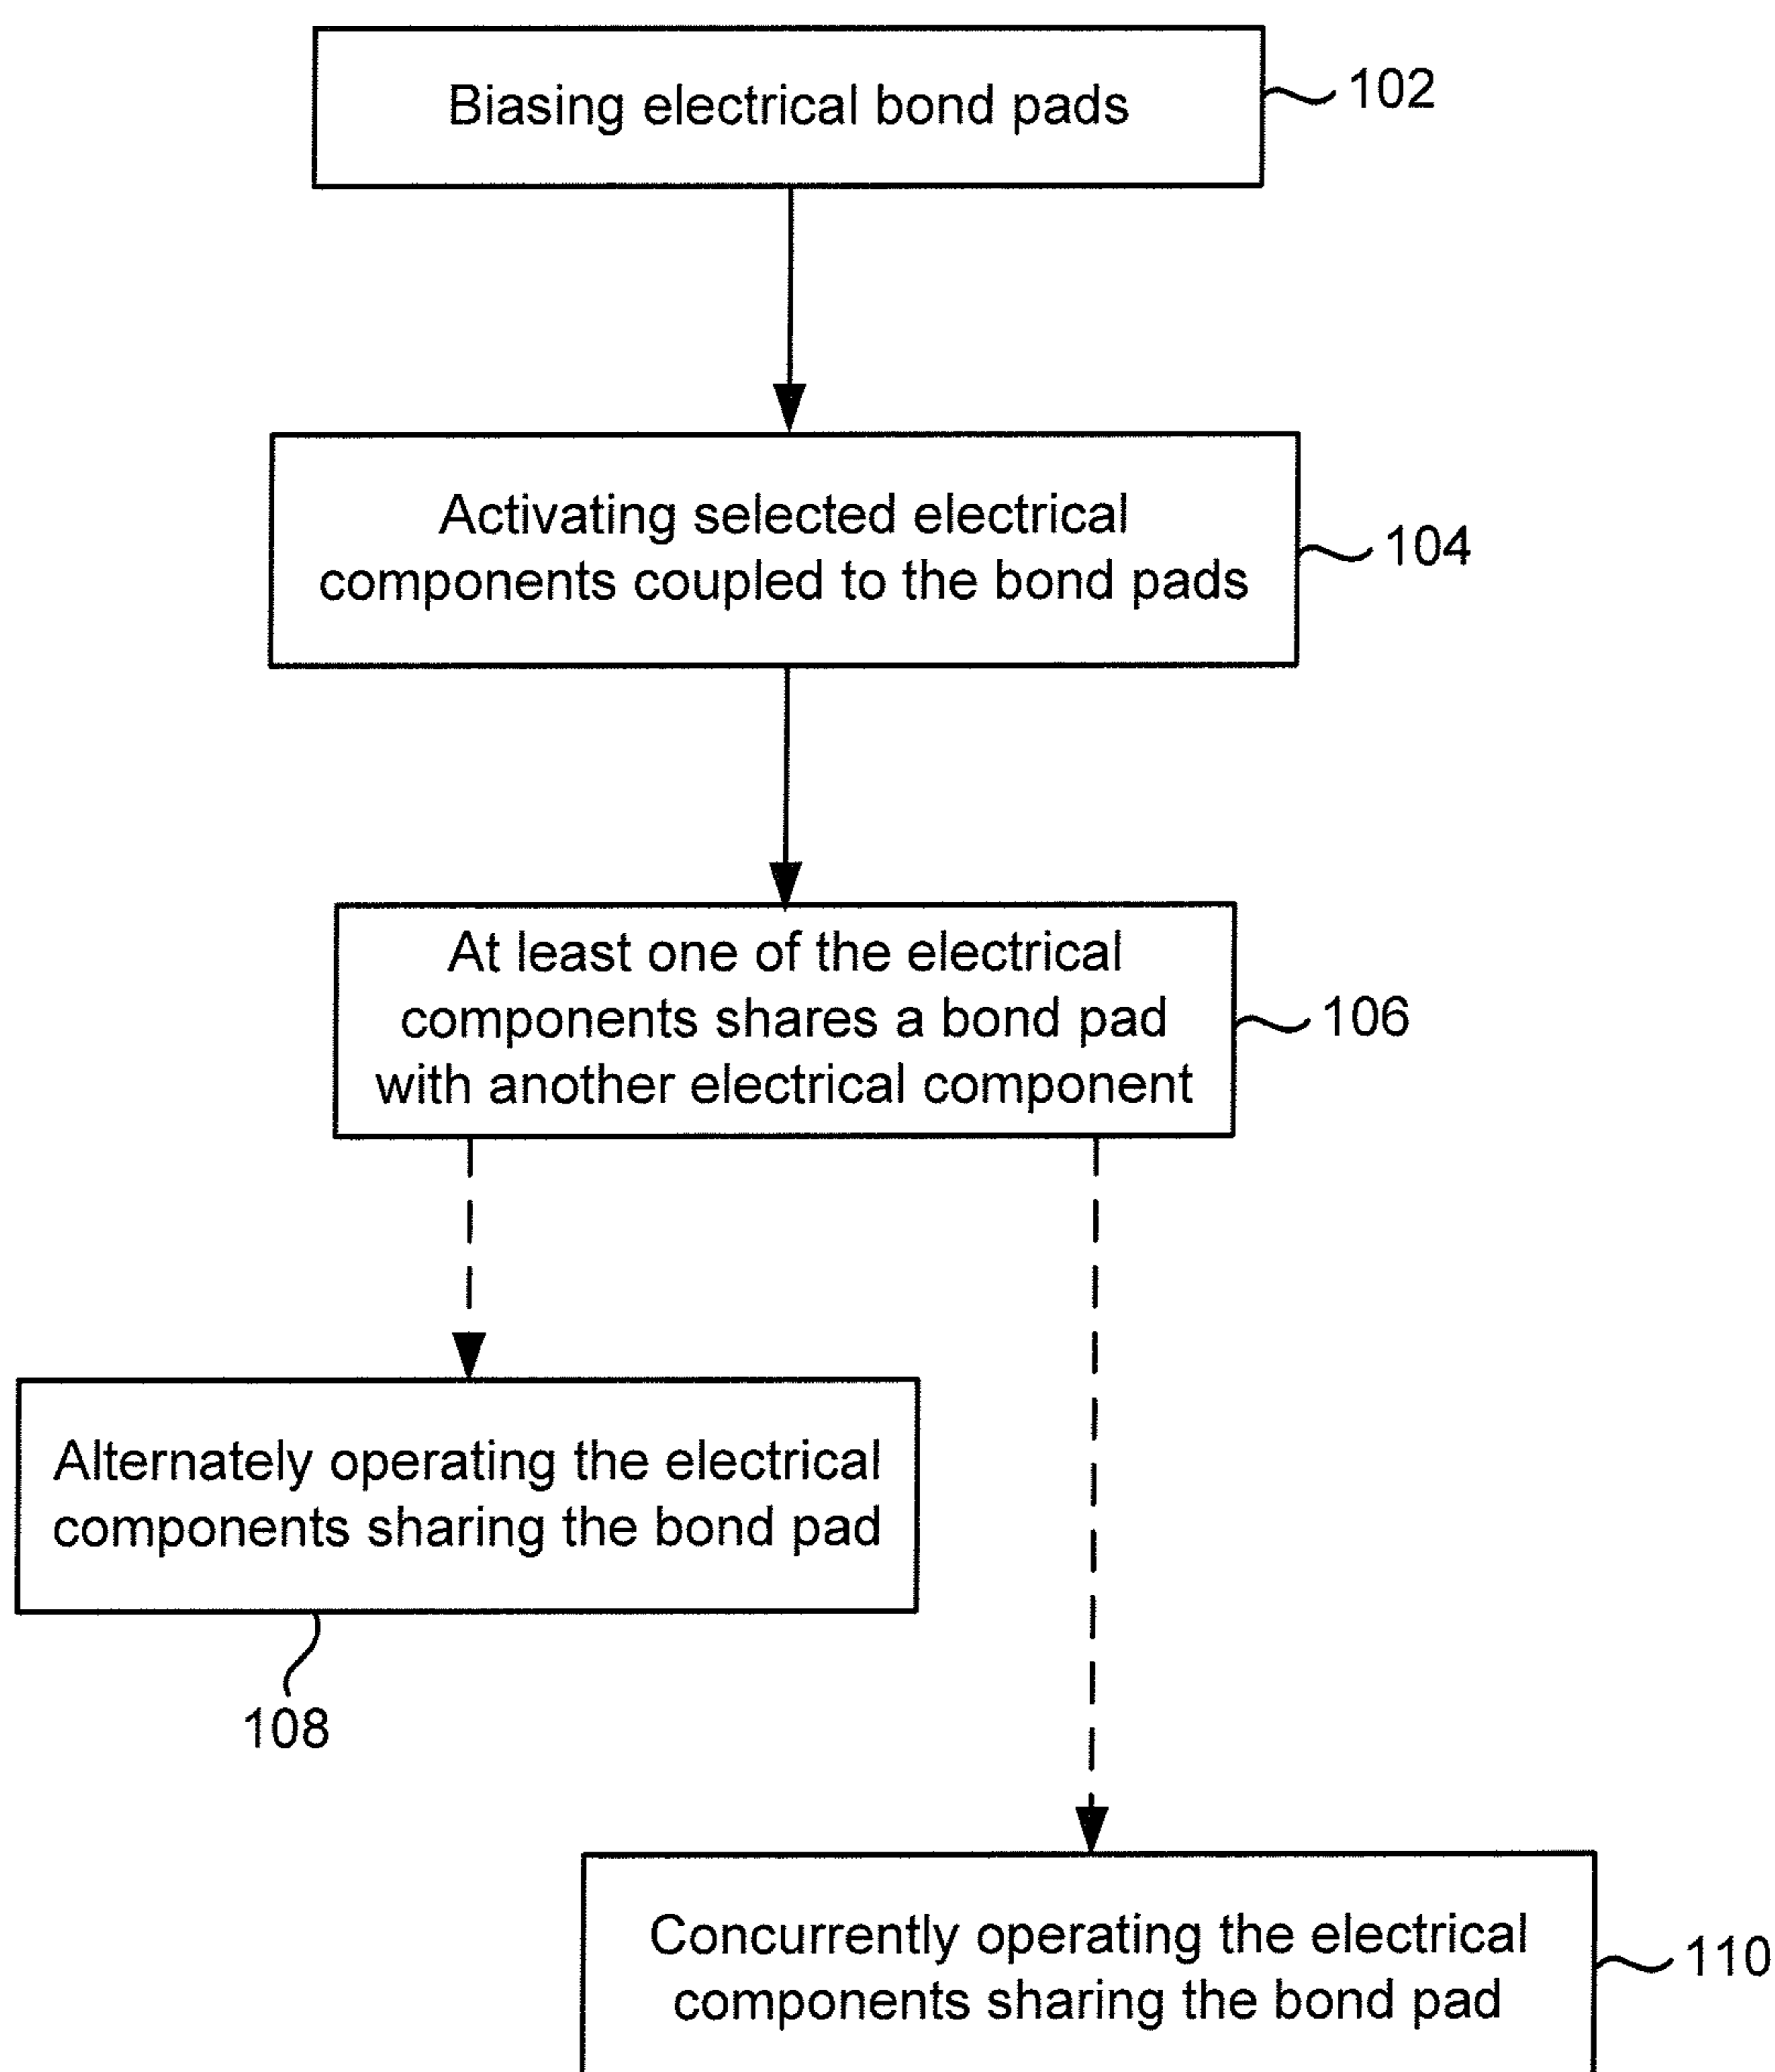 Biasing electrical bond pads
102
Activating selected electrical
components coupled to the bond pads
104
At least one of the electrical
components shares a bond pad
with another electrical component
106
Alternately operating the electrical
components sharing the bond pad
108
Concurrently operating the electrical
components sharing the bond pad
110